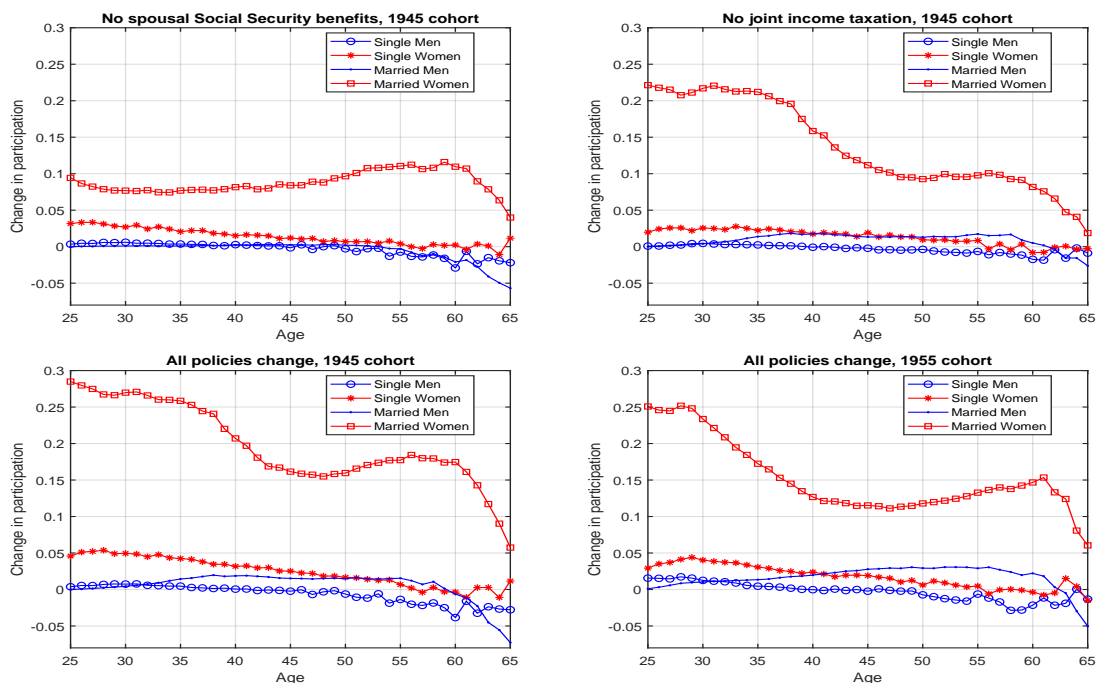 No spousal Social Security benefits, 1945 cohort
0.3
0.25
0.2
0.15
0.1
0.05
0
-0.05
Change in participation
Single Men
Single Women
Married Men
Married Women
25 30 35 40 45 50 55 60 65
Age
No joint income taxation, 1945 cohort
0.3
0.25
0.2
0.15
0.1
0.05
0
-0.05
Change in participation
Single Men
Single Women
Married Men
Married Women
25 30 35 40 45 50 55 60 65
Age
All policies change, 1945 cohort
0.3
0.25
0.2
0.15
0.1
0.05
0
-0.05
Change in participation
Single Men
Single Women
Married Men
Married Women
25 30 35 40 45 50 55 60 65
Age
All policies change, 1955 cohort
0.3
0.25
0.2
0.15
0.1
0.05
0
-0.05
Change in participation
Single Men
Single Women
Married Men
Married Women
25 30 35 40 45 50 55 60 65
Age